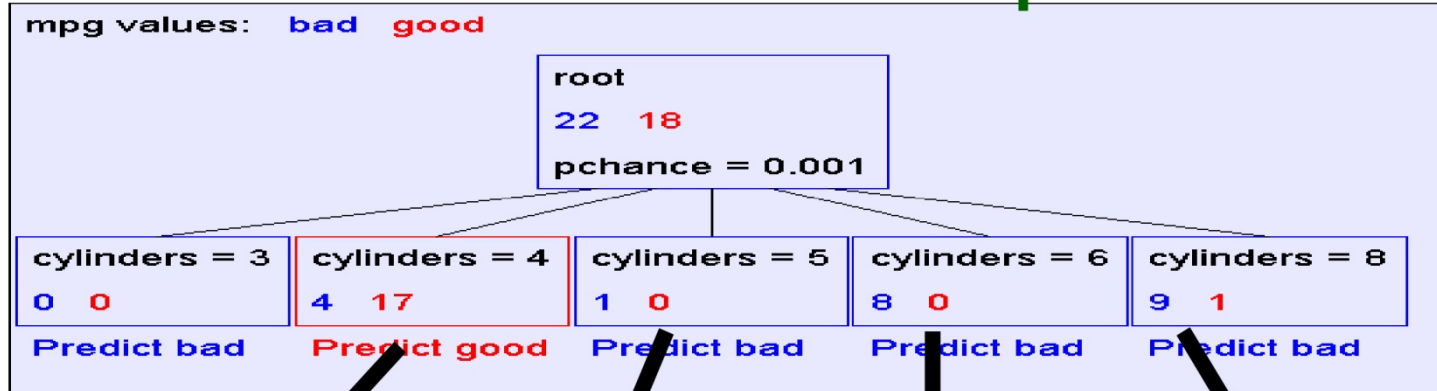 mpg values: bad good
root
22 18
pchance = 0.001
cylinders = 3
0 0
Predict bad
cylinders = 4
4 17
Predict good
cylinders = 5
1 0
Predict bad
cylinders = 6
8 0
Predict bad
cylinders = 8
9 1
Predict bad